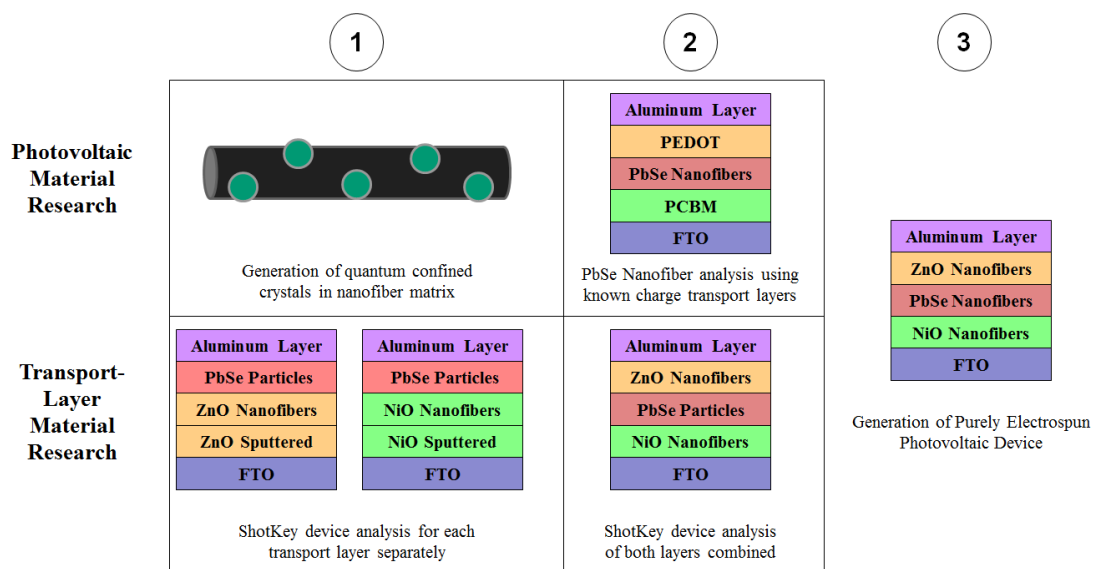 1
2
3
Photovoltaic
Material
Research
Generation of quantum confined
crystals in nanofiber matrix
Aluminum Layer
PEDOT
PbSe Nanofibers
PCBM
FTO
PbSe Nanofiber analysis using
known charge transport layers
Transport-
Layer
Material
Research
Aluminum Layer
PbSe Particles
ZnO Nanofibers
ZnO Sputtered
FTO
Aluminum Layer
PbSe Particles
NiO Nanofibers
NiO Sputtered
FTO
ShotKey device analysis for each
transport layer separately
Aluminum Layer
ZnO Nanofibers
PbSe Particles
NiO Nanofibers
FTO
ShotKey device analysis
of both layers combined
Aluminum Layer
ZnO Nanofibers
PbSe Nanofibers
NiO Nanofibers
FTO
Generation of Purely Electrospun
Photovoltaic Device